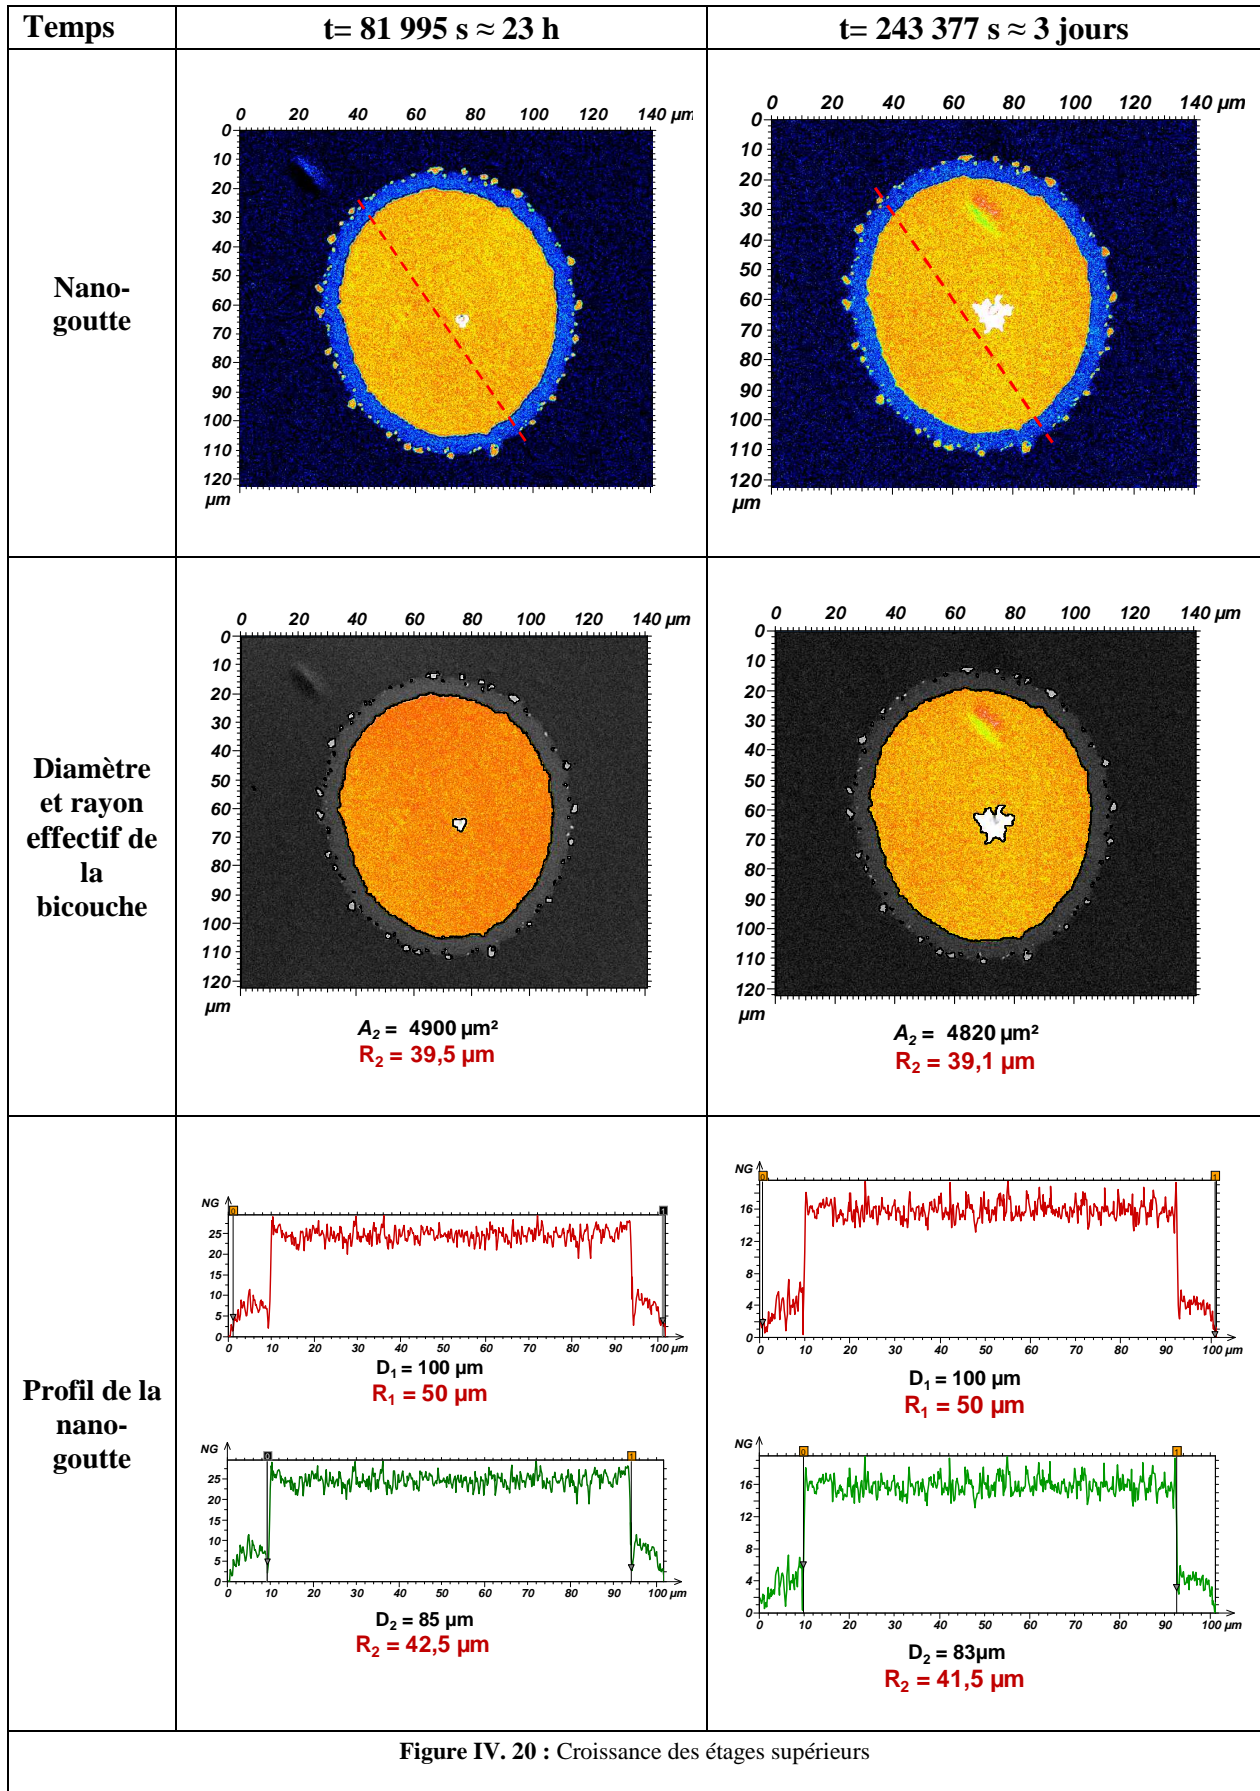 Temps
t= 81 995 s ≈ 23 h
t= 243 377 s ≈ 3 jours
Nano-
goutte
0 20 40 60 80 100 120 140 µm
0
10
20
30
40
50
60
70
80
90
100
110
120
µm
0 20 40 60 80 100 120 140 µm
0
10
20
30
40
50
60
70
80
90
100
110
120
µm
Diamètre
et rayon
effectif de
la
bicouche
0 20 40 60 80 100 120 140 µm
0
10
20
30
40
50
60
70
80
90
100
110
120
µm
A2 = 4900 µm²
R2 = 39,5 µm
0 20 40 60 80 100 120 140 µm
0
10
20
30
40
50
60
70
80
90
100
110
120
µm
A2 = 4820 µm²
R2 = 39,1 µm
Profil de la
nano-
goutte
NG
0 1
25
20
15
10
5
0
0 10 20 30 40 50 60 70 80 90 100 µm
D1 = 100 µm
R1 = 50 µm
NG
0 1
25
20
15
10
5
0
0 10 20 30 40 50 60 70 80 90 100 µm
D2 = 85 µm
R2 = 42,5 µm
NG
0 1
16
12
8
4
0
0 10 20 30 40 50 60 70 80 90 100 µm
D1 = 100 µm
R1 = 50 µm
NG
0 1
16
12
8
4
0
0 10 20 30 40 50 60 70 80 90 100 µm
D2 = 83µm
R2 = 41,5 µm
Figure IV. 20 : Croissance des étages supérieurs